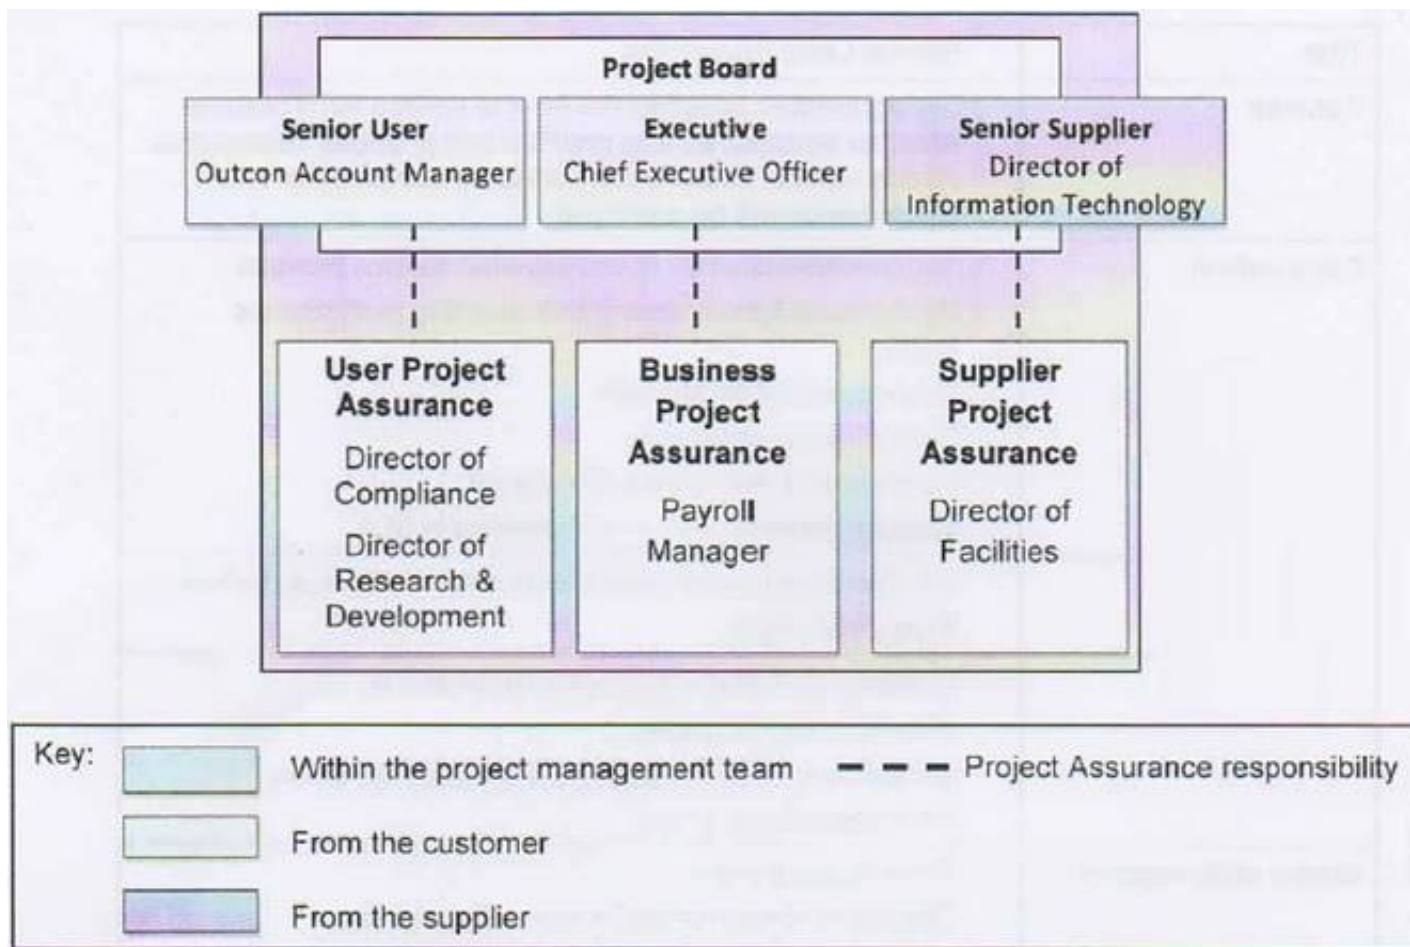 Project Board
Senior User
Outcon Account Manager
Executive
Chief Executive Officer
Senior Supplier
Director of
Information Technology
User Project
Assurance
Director of
Compliance
Director of
Research &
Development
Business
Project
Assurance
Payroll
Manager
Supplier
Project
Assurance
Director of
Facilities
Key:
Within the project management team
Project Assurance responsibility
From the customer
From the supplier